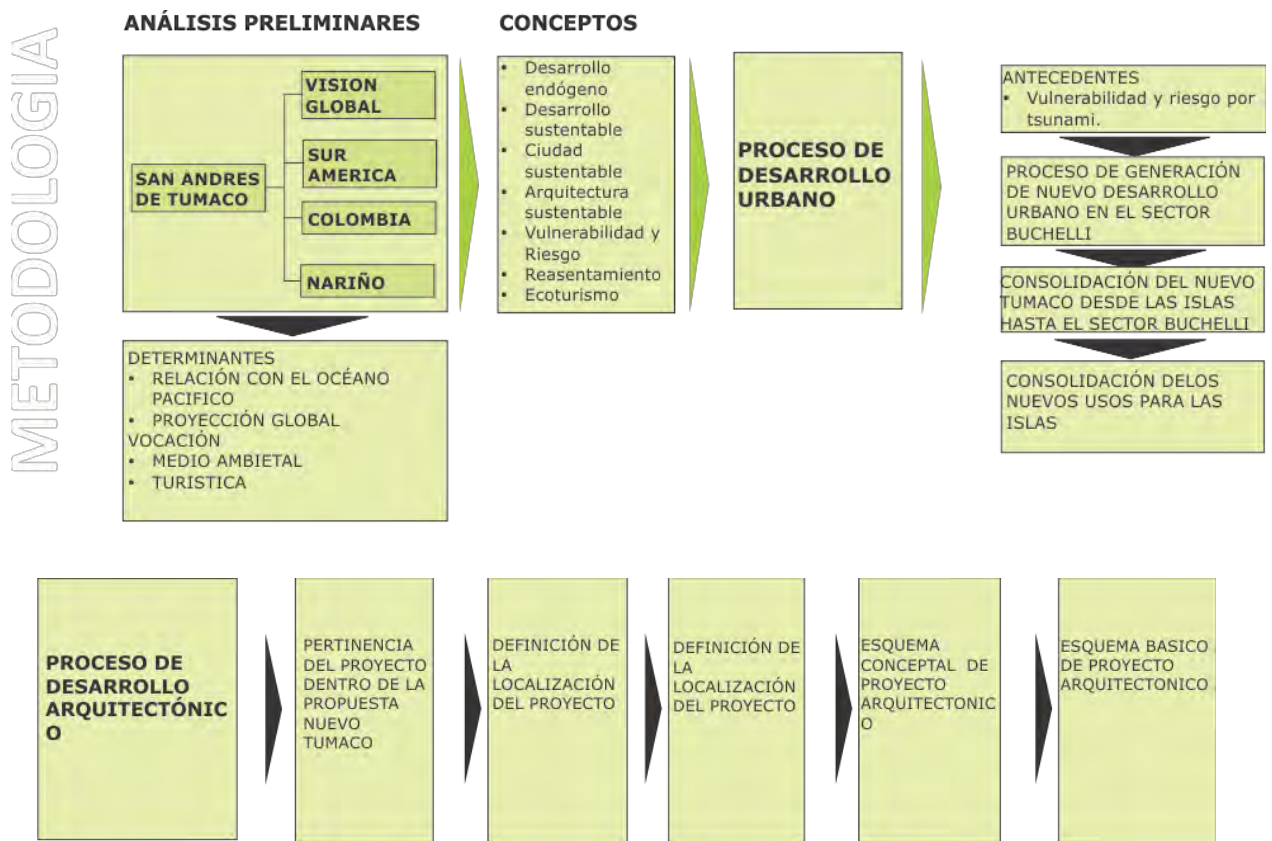 METODOLOGIA
ANÁLISIS PRELIMINARES
SAN ANDRES
DE TUMACO
VISION
GLOBAL
SUR
AMERICA
COLOMBIA
NARIÑO
DETERMINANTES
• RELACIÓN CON EL OCÉANO
PACIFICO
• PROYECCIÓN GLOBAL
VOCACIÓN
• MEDIO AMBIETAL
• TURISTICA
CONCEPTOS
• Desarrollo
endógeno
• Desarrollo
sustentable
• Ciudad
sustentable
• Arquitectura
sustentable
• Vulnerabilidad y
Riesgo
• Reasentamiento
• Ecoturismo
PROCESO DE
DESARROLLO
URBANO
ANTECEDENTES
• Vulnerabilidad y riesgo por
tsunami.
PROCESO DE GENERACIÓN
DE NUEVO DESARROLLO
URBANO EN EL SECTOR
BUCHELLI
CONSOLIDACIÓN DEL NUEVO
TUMACO DESDE LAS ISLAS
HASTA EL SECTOR BUCHELLI
CONSOLIDACIÓN DELOS
NUEVOS USOS PARA LAS
ISLAS
PROCESO DE
DESARROLLO
ARQUITECTÓNIC
O
PERTINENCIA
DEL PROYECTO
DENTRO DE LA
PROPUESTA
NUEVO
TUMACO
DEFINICIÓN DE
LA
LOCALIZACIÓN
DEL PROYECTO
DEFINICIÓN DE
LA
LOCALIZACIÓN
DEL PROYECTO
ESQUEMA
CONCEPTAL DE
PROYECTO
ARQUITECTONIC
O
ESQUEMA BASICO
DE PROYECTO
ARQUITECTONICO